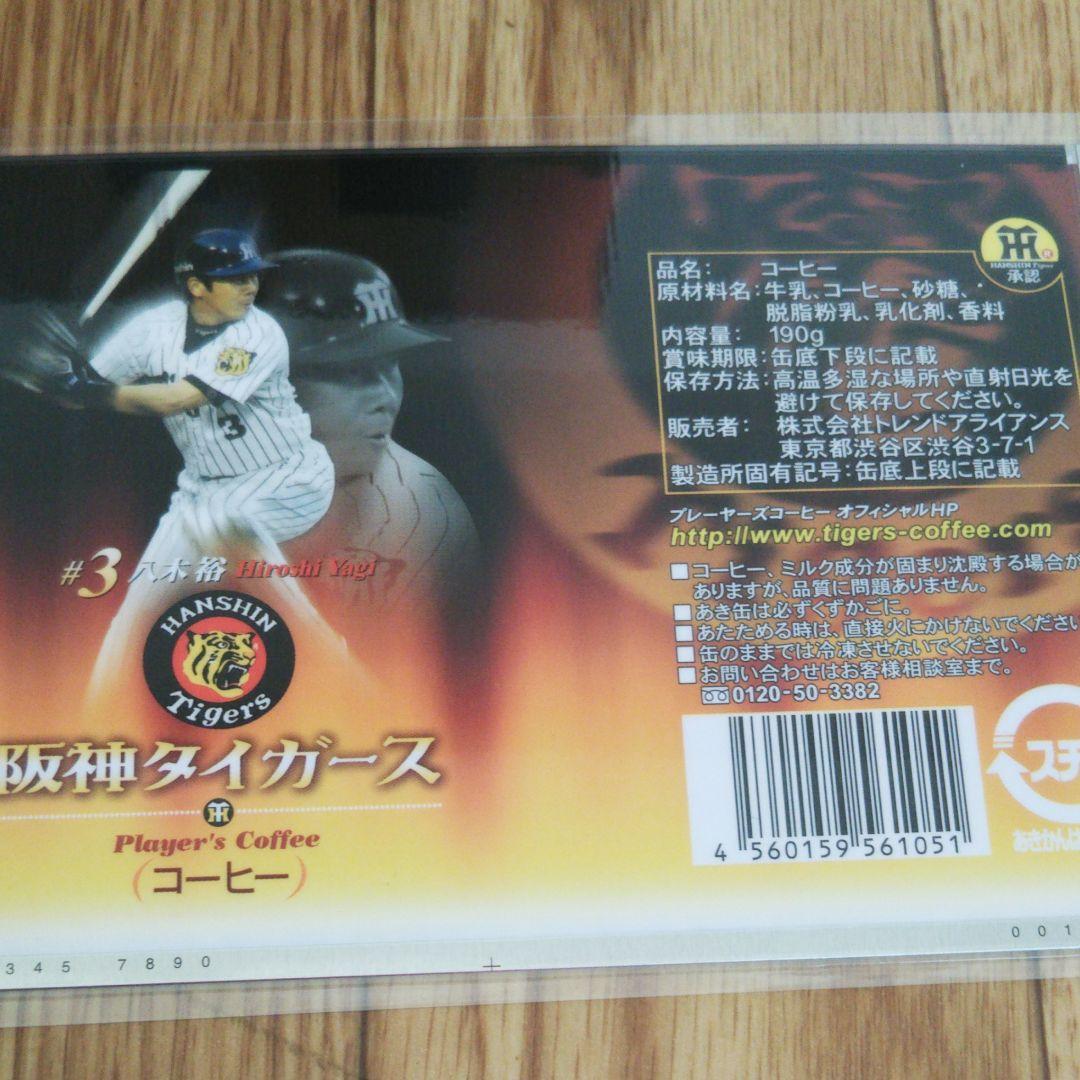 3
#3 八木裕 Hiroshi Yagi
HANSHIN
Tigers
阪神タイガース
Player's Coffee
(コーヒー)
345 7890
HANSHIN Tigers
承認
品名: コーヒー
原材料名:牛乳、コーヒー、砂糖、
脱脂粉乳、乳化剤、香料
内容量: 190g
賞味期限:缶底下段に記載
保存方法:高温多湿な場所や直射日光を
避けて保存してください。
販売者: 株式会社トレンドアライアンス
東京都渋谷区渋谷3-7-1
製造所固有記号:缶底上段に記載
プレーヤーズコーヒー オフィシャルHP
http://www.tigers-coffee.com
■コーヒー、ミルク成分が固まり沈殿する場合が
ありますが、品質に問題ありません。
■あき缶は必ずくずかごに。
■あたためる時は、直接火にかけないでください
■缶のままでは冷凍させないでください。
■お問い合わせはお客様相談室まで。
0120-50-3382
4 560159 561051
スチ
あきかんは
001